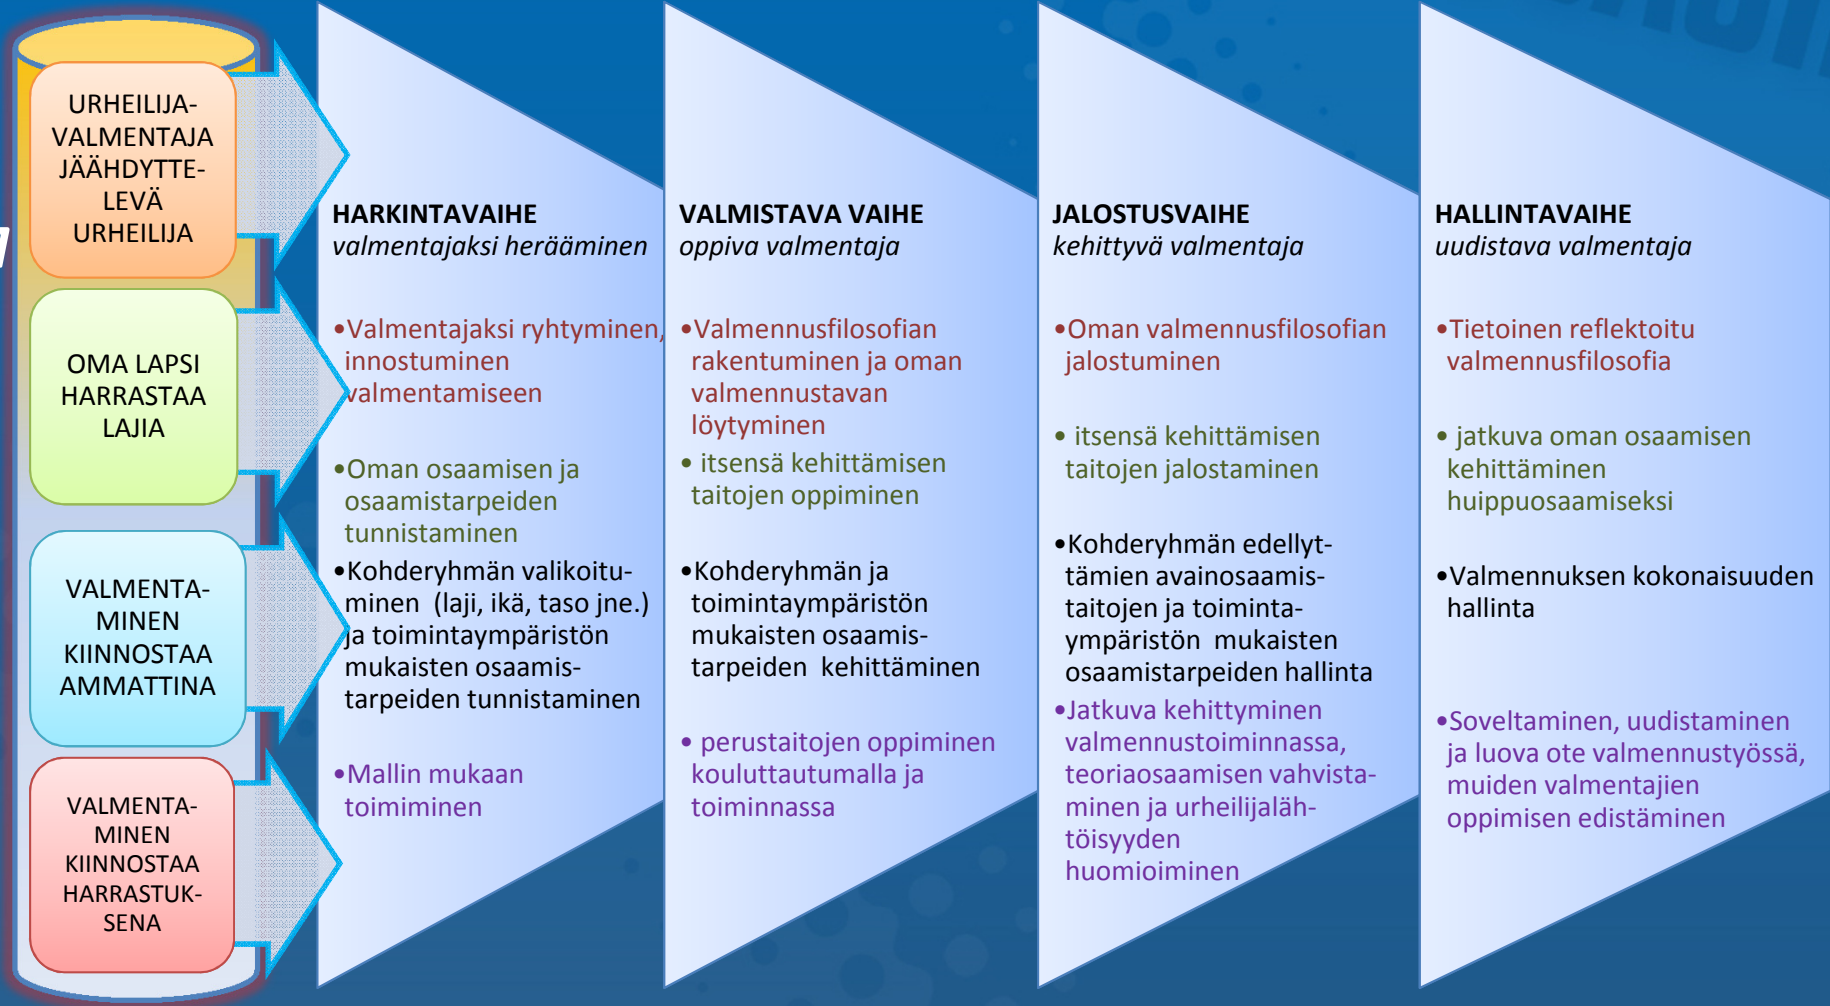 URHEILIJA-
VALMENTAJA
JÄÄHDYTTE-
LEVÄ
URHEILIJA
OMA LAPSI
HARRASTAA
LAJIA
VALMENTA-
MINEN
KIINNOSTAA
AMMATTINA
VALMENTA-
MINEN
KIINNOSTAA
HARRASTUK-
SENA
HARKINTAVAIHE
valmentajaksi herääminen
•Valmentajaksi ryhtyminen,
innostuminen
valmentamiseen
•Oman osaamisen ja
osaamistarpeiden
tunnistaminen
•Kohderyhmän valikoitu-
minen (laji, ikä, taso jne.)
ja toimintaympäristön
mukaisten osaamis-
tarpeiden tunnistaminen
•Mallin mukaan
toimiminen
VALMISTAVA VAIHE
oppiva valmentaja
•Valmennusfilosofian
rakentuminen ja oman
valmennustavan
löytyminen
• itsensä kehittämisen
taitojen oppiminen
•Kohderyhmän ja
toimintaympäristön
mukaisten osaamis-
tarpeiden kehittäminen
• perustaitojen oppiminen
kouluttautumalla ja
toiminnassa
JALOSTUSVAIHE
kehittyvä valmentaja
•Oman valmennusfilosofian
jalostuminen
• itsensä kehittämisen
taitojen jalostaminen
•Kohderyhmän edellyt-
tämien avainosaamis-
taitojen ja toiminta-
ympäristön mukaisten
osaamistarpeiden hallinta
•Jatkuva kehittyminen
valmennustoiminnassa,
teoriaosaamisen vahvista-
minen ja urheilijaläh-
töisyyden
huomioiminen
HALLINTAVAIHE
uudistava valmentaja
•Tietoinen reflektoitu
valmennusfilosofia
• jatkuva oman osaamisen
kehittäminen
huippuosaamiseksi
•Valmennuksen kokonaisuuden
hallinta
•Soveltaminen, uudistaminen
ja luova ote valmennustyössä,
muiden valmentajien
oppimisen edistäminen